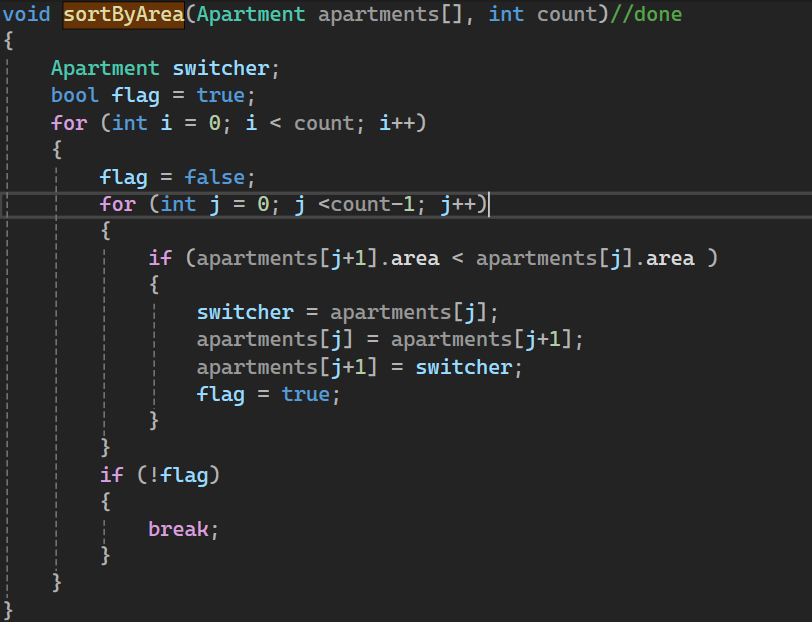 void sortByArea(Apartment apartments[], int count)//done
{
    Apartment switcher;
    bool flag = true;
    for (int i = 0; i < count; i++)
    {
        flag = false;
        for (int j = 0; j <count-1; j++)
        {
            if (apartments[j+1].area < apartments[j].area )
            {
                switcher = apartments[j];
                apartments[j] = apartments[j+1];
                apartments[j+1] = switcher;
                flag = true;
            }
        }
        if (!flag)
        {
            break;
        }
    }
}